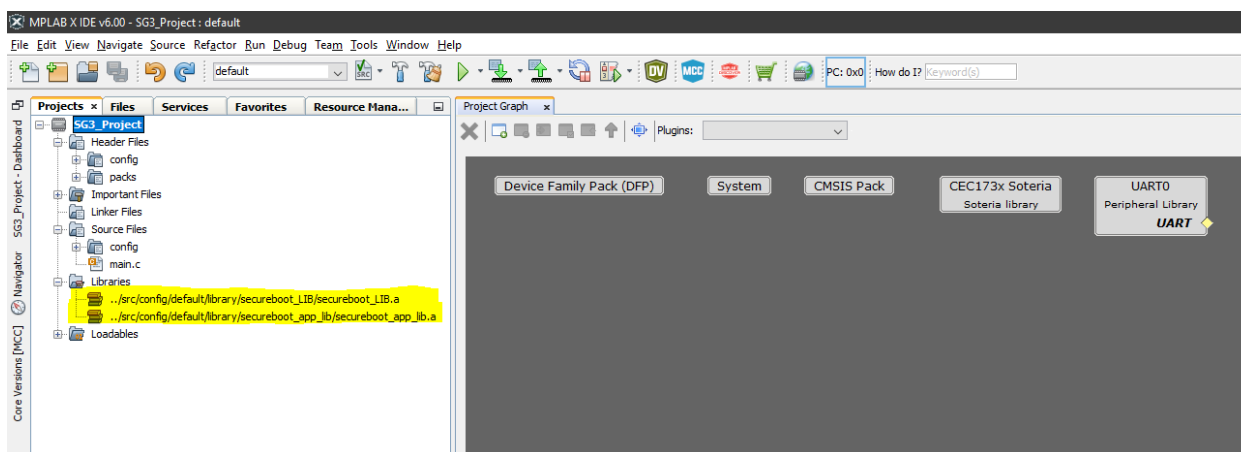 MPLAB X IDE v6.00 - SG3_Project : default
File Edit View Navigate Source Refactor Run Debug Team Tools Window Help
default
SRC
DV
MCC
PC: 0x0
How do I?
Keyword(s)
Projects
Files
Services
Favorites
Resource Mana...
Project Graph
Plugins:
SG3_Project
Header Files
config
packs
Important Files
Linker Files
Source Files
config
main.c
Libraries
../src/config/default/library/secureboot_LIB/secureboot_LIB.a
../src/config/default/library/secureboot_app_lib/secureboot_app_lib.a
Loadables
SG3_Project - Dashboard
Navigator
Core Versions [MCC]
Device Family Pack (DFP)
System
CMSIS Pack
CEC173x Soteria
Soteria library
UART0
Peripheral Library
UART